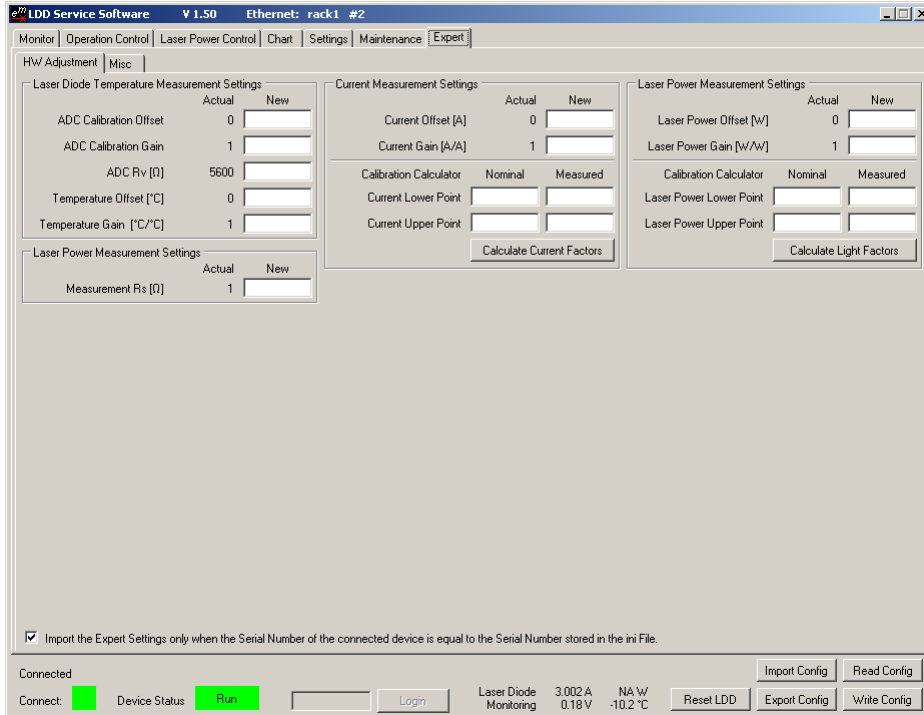 LDD Service Software V 1.50 Ethernet: rack1 #2
Monitor Operation Control Laser Power Control Chart Settings Maintenance Expert
HW Adjustment Misc
Laser Diode Temperature Measurement Settings
Actual New
ADC Calibration Offset 0
ADC Calibration Gain 1
ADC Rv [Ω] 5600
Temperature Offset [°C] 0
Temperature Gain [°C/°C] 1
Laser Power Measurement Settings
Actual New
Measurement Rs [Ω] 1
Current Measurement Settings
Actual New
Current Offset [A] 0
Current Gain [A/A] 1
Calibration Calculator Nominal Measured
Current Lower Point
Current Upper Point
Calculate Current Factors
Laser Power Measurement Settings
Actual New
Laser Power Offset [W] 0
Laser Power Gain [W/W] 1
Calibration Calculator Nominal Measured
Laser Power Lower Point
Laser Power Upper Point
Calculate Light Factors
Import the Expert Settings only when the Serial Number of the connected device is equal to the Serial Number stored in the ini File.
Connected
Connect: Device Status Run Login
Laser Diode 3.002 A NA W
Monitoring 0.18 V -10.2 °C
Reset LDD
Import Config Read Config
Export Config Write Config